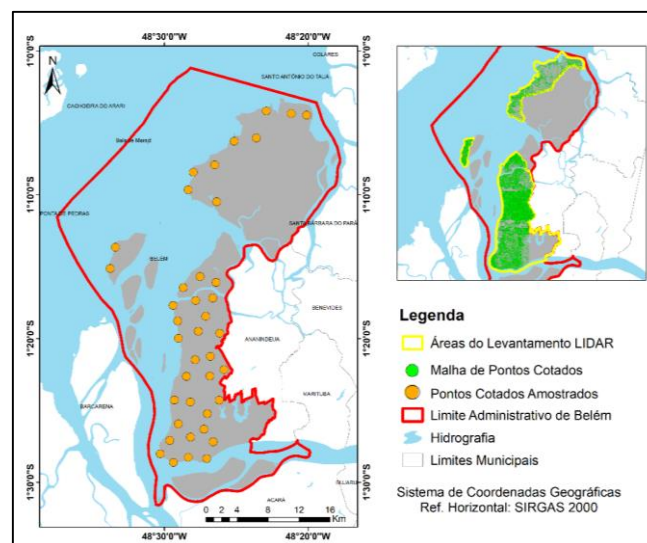 48°30'0"W
48°20'0"W
1°0'0"S
1°0'0"S
N
COLARES
SANTO ANTÔNIO DO TAUÁ
CACHOEIRA DO ARARI
Baía de Marajó
1°10'0"S
1°10'0"S
PONTA DE PEDRAS
SANTA BÁRBARA DO PARÁ
BELÉM
BENEVIDES
1°20'0"S
1°20'0"S
ANANINDEUA
MARITUBA
BARCARENA
1°30'0"S
1°30'0"S
ACARÁ
0 2 4 8 12 16
Km
48°30'0"W
48°20'0"W
Legenda
Áreas do Levantamento LIDAR
Malha de Pontos Cotados
Pontos Cotados Amostrados
Limite Administrativo de Belém
Hidrografia
Limites Municipais
Sistema de Coordenadas Geográficas
Ref. Horizontal: SIRGAS 2000